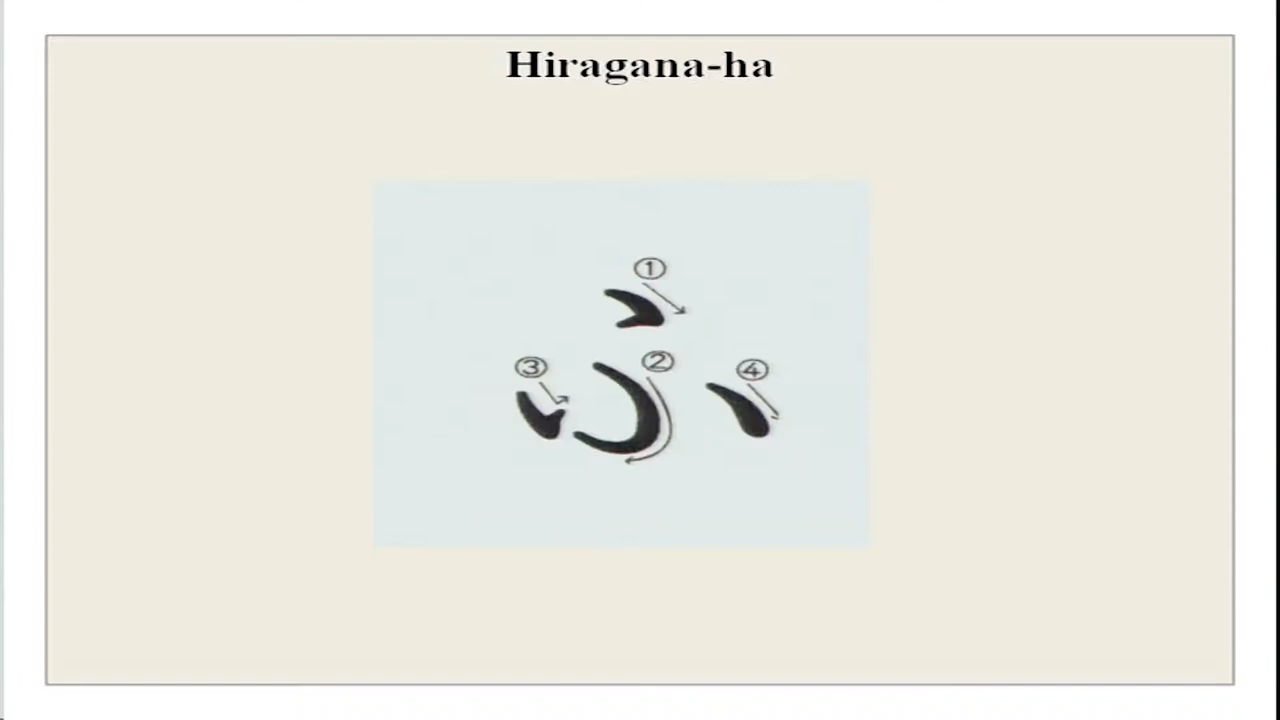 Hiragana-ha
①
ふ
③ ② ④